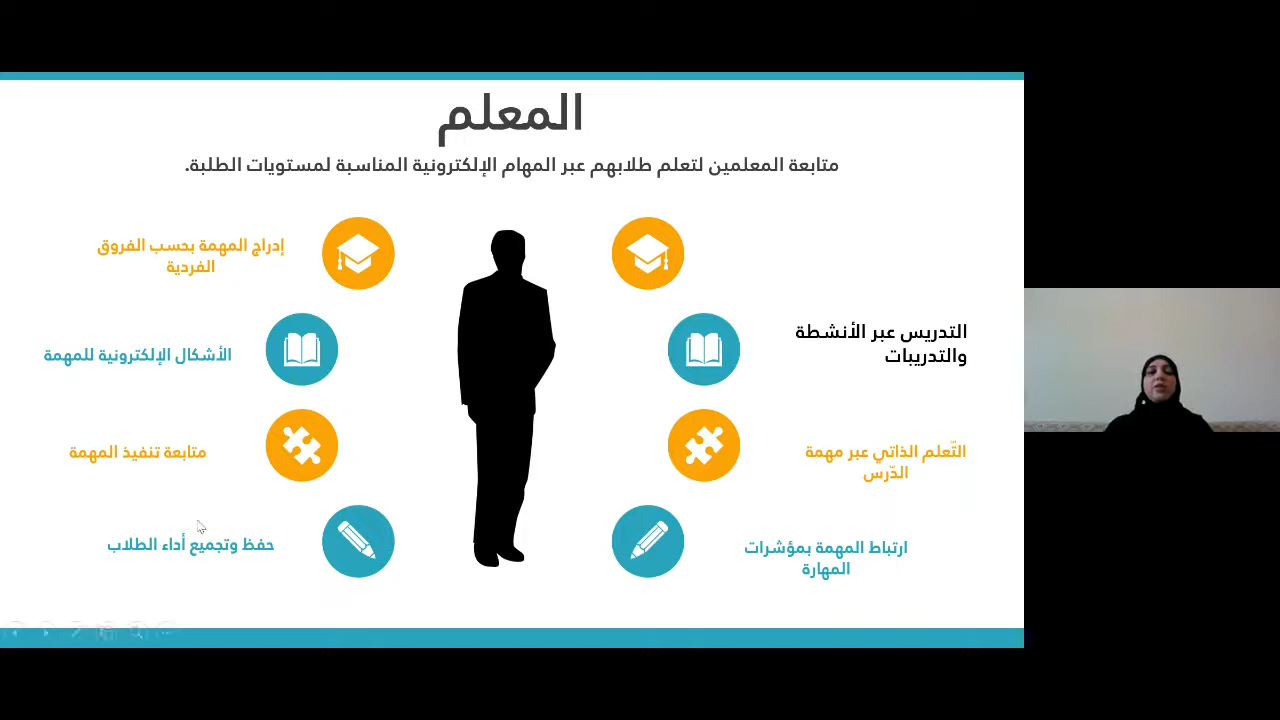 المعلم
متابعة المعلمين لتعلم طلابهم عبر المهام الإلكترونية المناسبة لمستويات الطلبة.
التدريس عبر الأنشطة
والتدريبات
التّعلم الذاتي عبر مهمة
الدّرس
ارتباط المهمة بمؤشرات
المهارة
إدراج المهمة بحسب الفروق
الفردية
الأشكال الإلكترونية للمهمة
متابعة تنفيذ المهمة
حفظ وتجميع أداء الطلاب